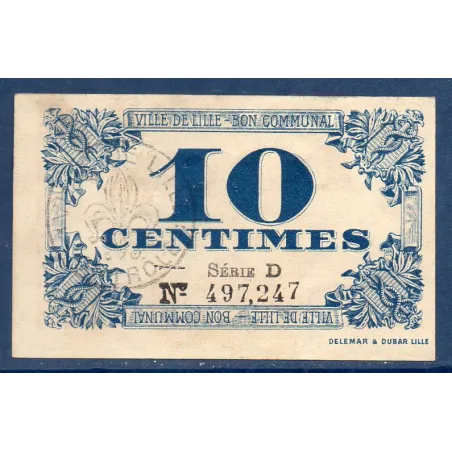 VILLE DE LILLE - BON COMMUNAL
10
CENTIMES
SÉRIE D
Nº 497,247
VILLE DE LILLE - BON COMMUNAL
DELEMAR & DUBAR LILLE